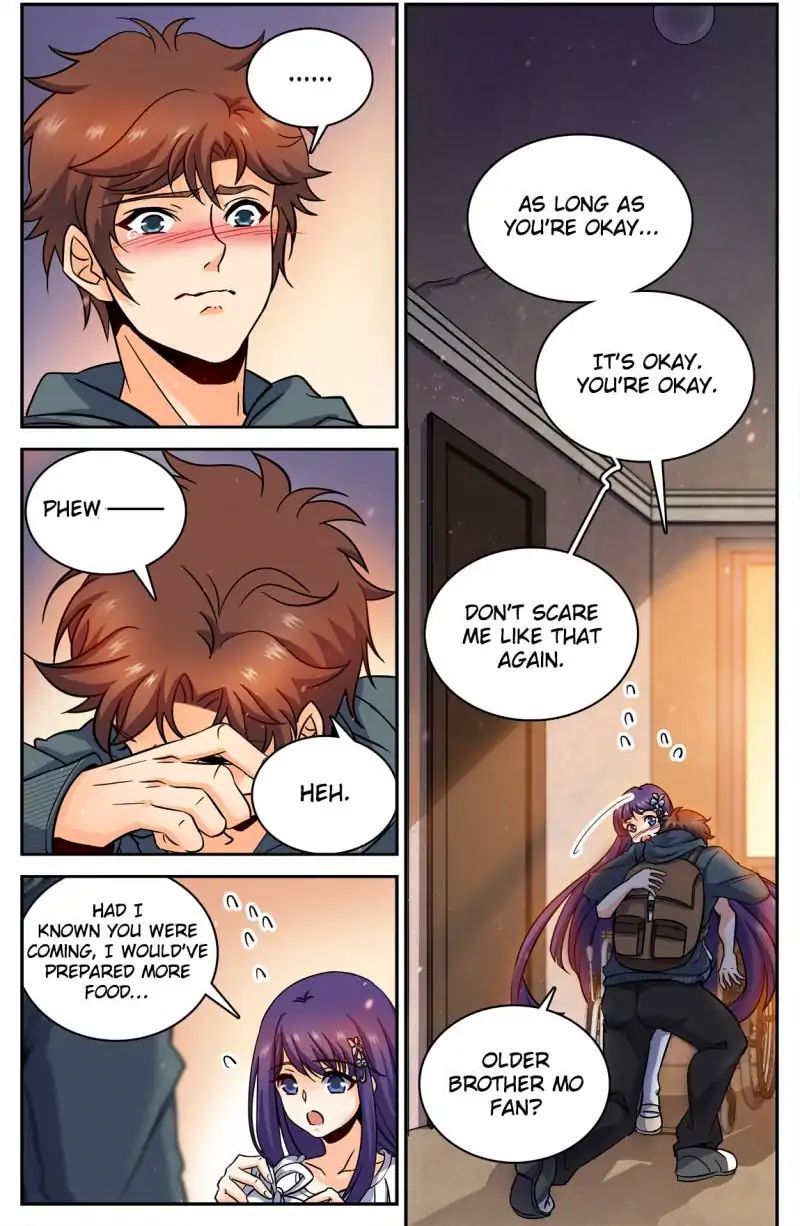 ......
PHEW ——
HEH.
HAD I
KNOWN YOU WERE
COMING, I WOULD'VE
PREPARED MORE
FOOD...
AS LONG AS
YOU'RE OKAY...
IT'S OKAY.
YOU'RE OKAY.
DON'T SCARE
ME LIKE THAT
AGAIN.
OLDER
BROTHER MO
FAN?